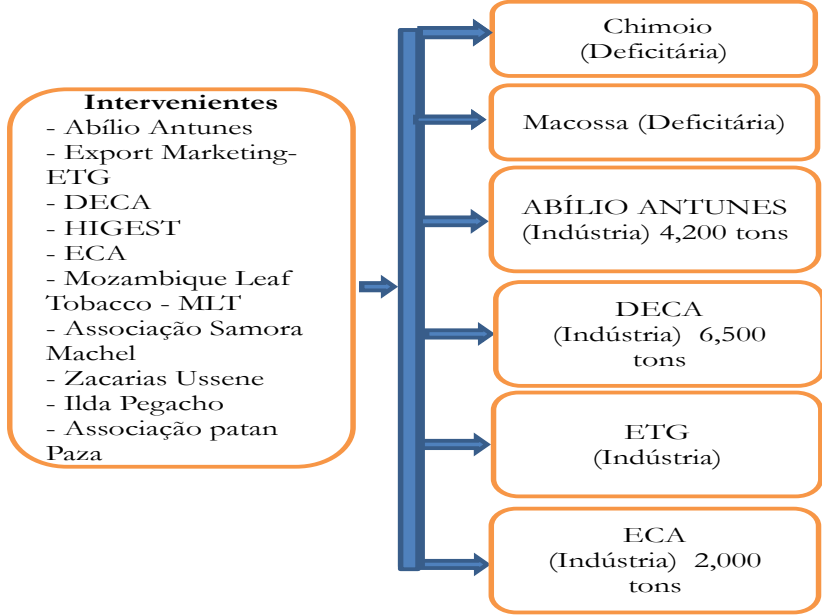 Intervenientes
- Abílio Antunes
- Export Marketing-
ETG
- DECA
- HIGEST
- ECA
- Mozambique Leaf
Tobacco - MLT
- Associação Samora
Machel
- Zacarias Ussene
- Ilda Pegacho
- Associação patan
Paza
Chimoio
(Deficitária)
Macossa (Deficitária)
ABÍLIO ANTUNES
(Indústria) 4,200 tons
DECA
(Indústria) 6,500
tons
ETG
(Indústria)
ECA
(Indústria) 2,000
tons